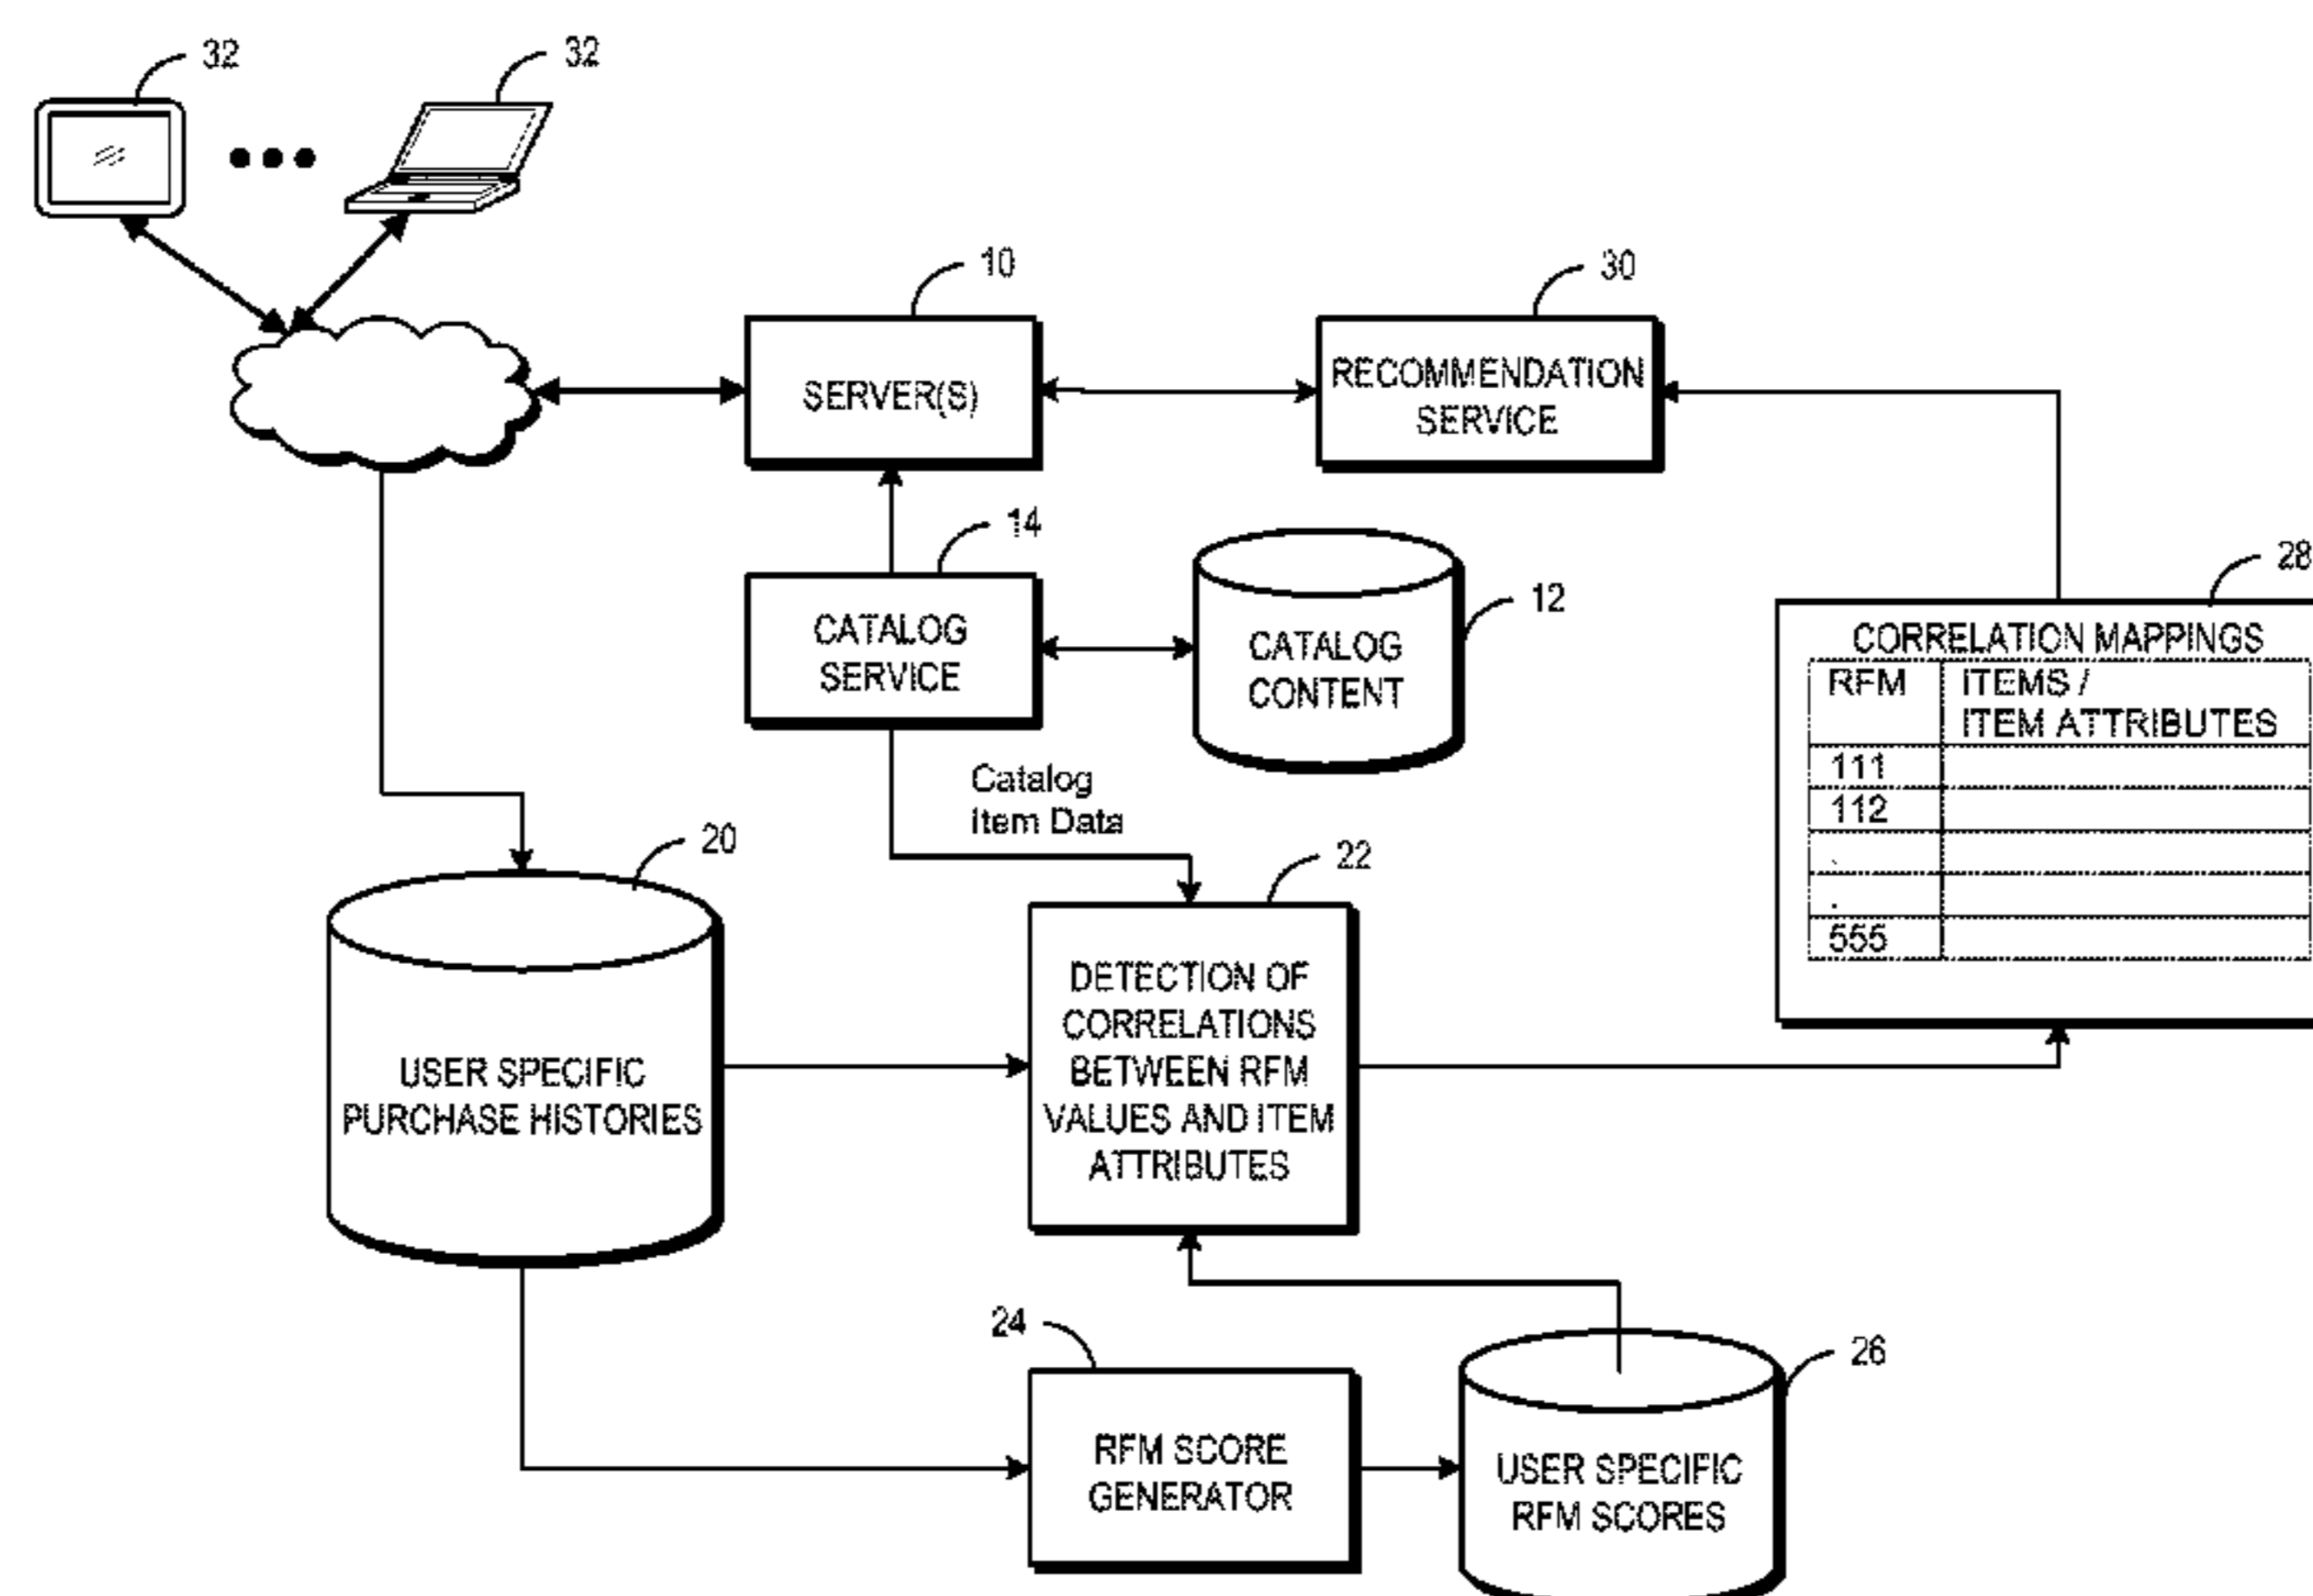 32
32
10
30
SERVER(S)
RECOMMENDATION
SERVICE
14
28
CATALOG
SERVICE
12
CATALOG
CONTENT
CORRELATION MAPPINGS
RFM
ITEMS /
ITEM ATTRIBUTES
111
112
.
.
555
Catalog
Item Data
20
22
USER SPECIFIC
PURCHASE HISTORIES
DETECTION OF
CORRELATIONS
BETWEEN RFM
VALUES AND ITEM
ATTRIBUTES
24
26
RFM SCORE
GENERATOR
USER SPECIFIC
RFM SCORES